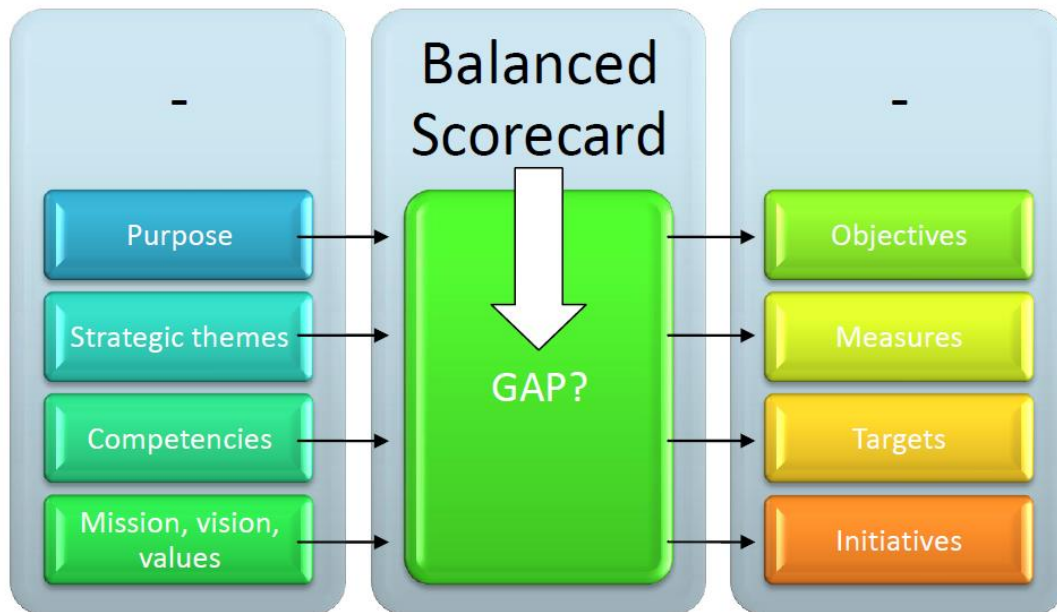 -
Purpose
Strategic themes
Competencies
Mission, vision,
values
Balanced
Scorecard
GAP?
-
Objectives
Measures
Targets
Initiatives